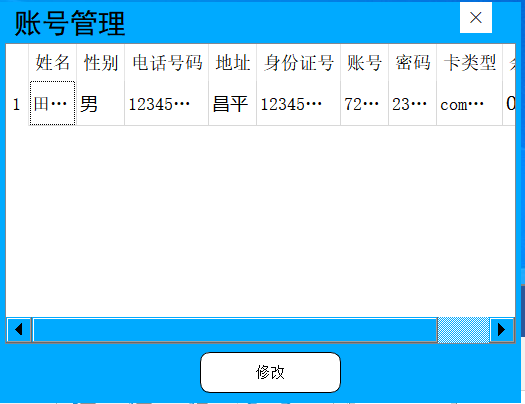 账号管理
姓名 性别 电话号码 地址 身份证号 账号 密码 卡类型
1 田… 男 12345… 昌平 12345… 72… 23… com… 0
修改